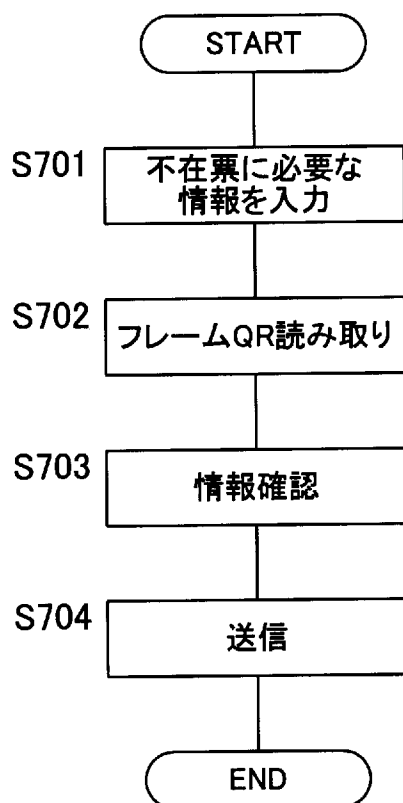 START
S701
不在票に必要な
情報を入力
S702
フレームQR読み取り
S703
情報確認
S704
送信
END